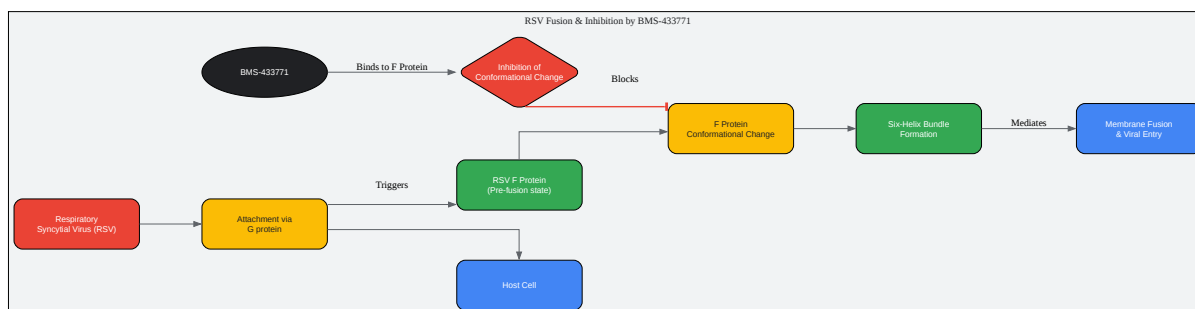 RSV Fusion & Inhibition by BMS-433771
BMS-433771
Binds to F Protein
Inhibition of
Conformational Change
Blocks
F Protein
Conformational Change
Six-Helix Bundle
Formation
Mediates
Membrane Fusion
& Viral Entry
RSV F Protein
(Pre-fusion state)
Triggers
Respiratory
Syncytial Virus (RSV)
Attachment via
G protein
Host Cell